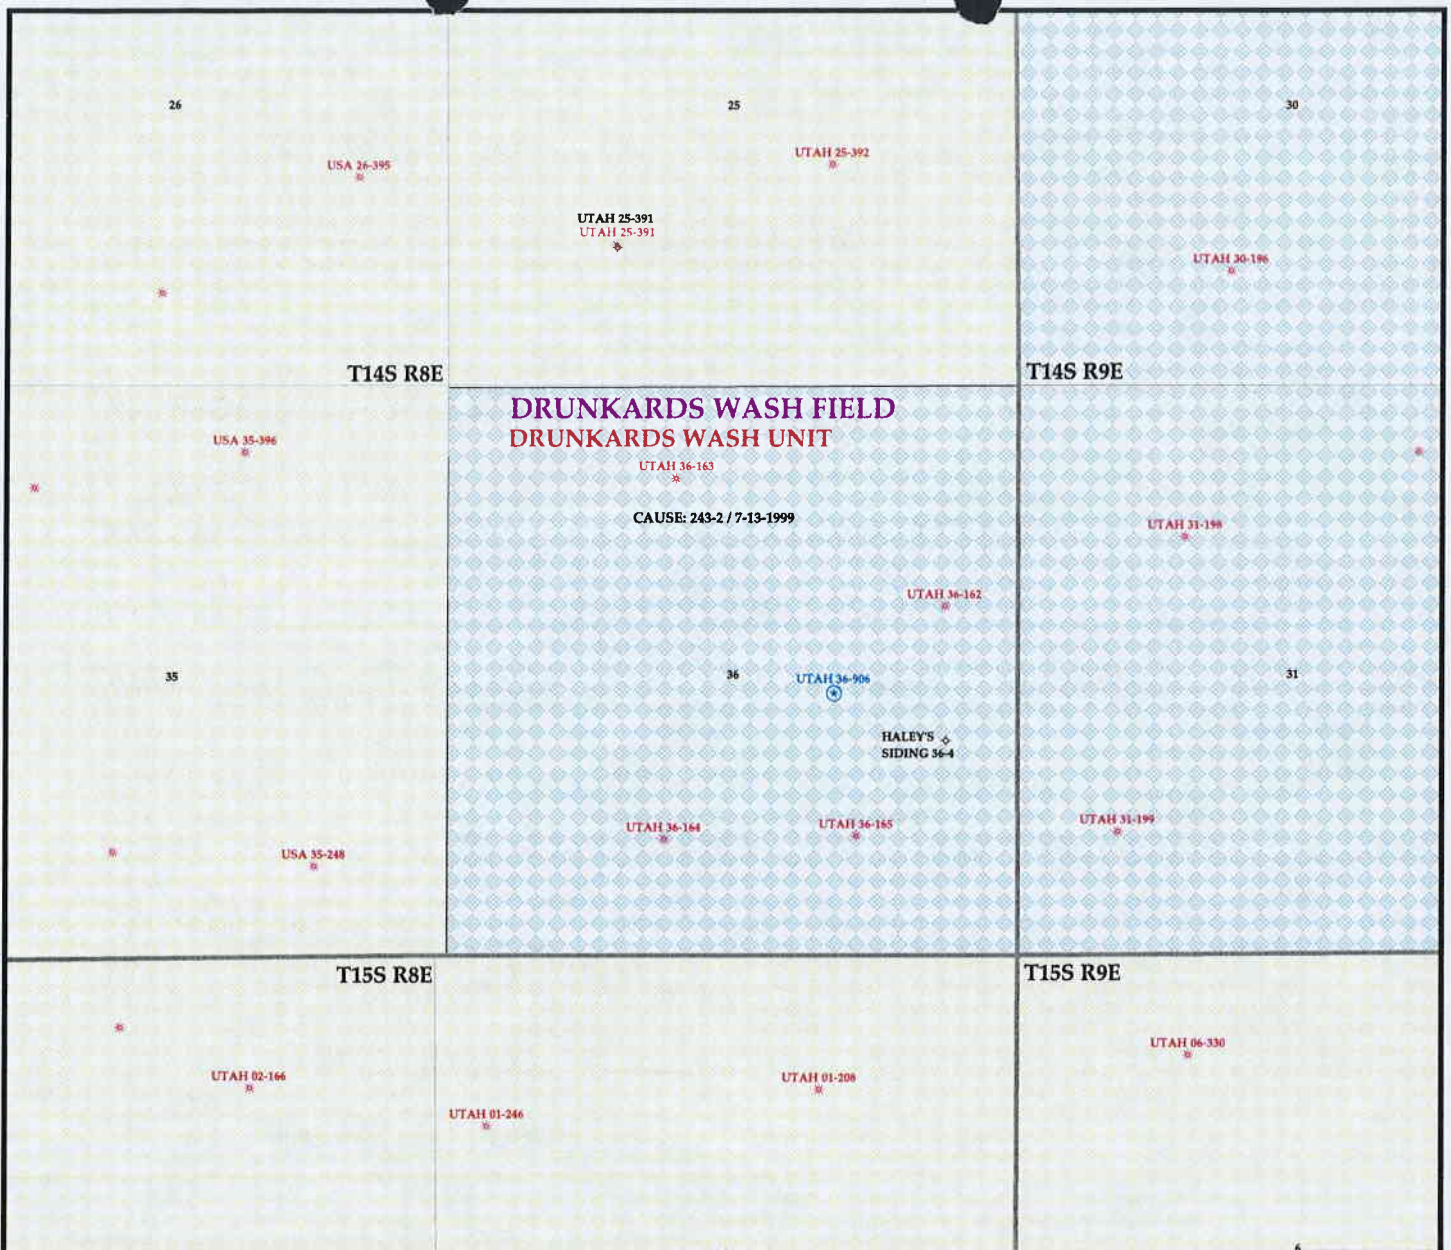 26
25
30
USA 26-395
UTAH 25-392
UTAH 25-391
UTAH 25-391
UTAH 30-196
T14S R8E
T14S R9E
DRUNKARDS WASH FIELD
DRUNKARDS WASH UNIT
USA 35-396
UTAH 36-163
CAUSE: 243-2 / 7-13-1999
UTAH 31-198
UTAH 36-162
35
36
UTAH 36-906
31
HALEY'S
SIDING 36-4
UTAH 36-164
UTAH 36-165
UTAH 31-199
USA 35-248
T15S R8E
T15S R9E
UTAH 06-330
UTAH 02-166
UTAH 01-208
UTAH 01-246